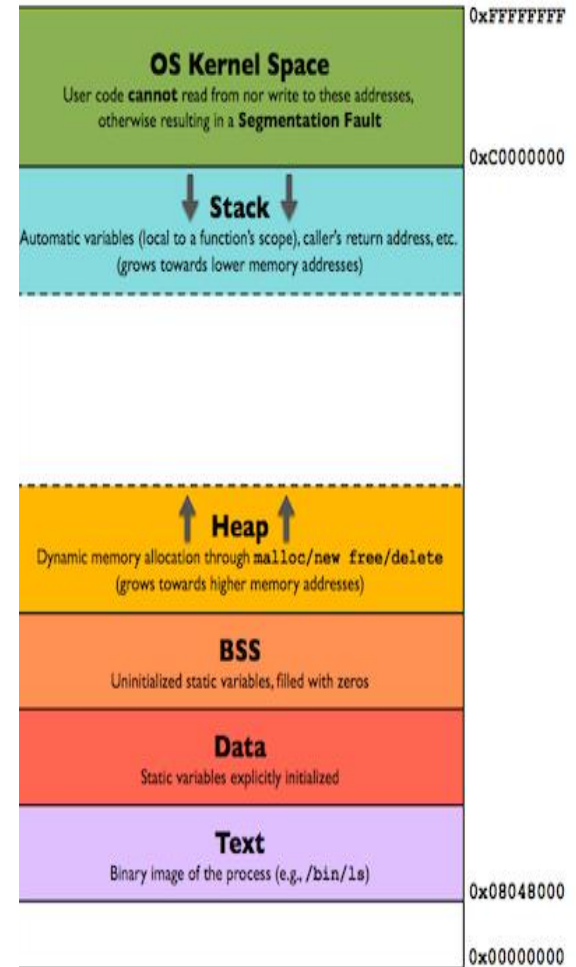 0xFFFFFFFF
OS Kernel Space
User code cannot read from nor write to these addresses,
otherwise resulting in a Segmentation Fault
0xC0000000
Stack
Automatic variables (local to a function's scope), caller's return address, etc.
(grows towards lower memory addresses)
Heap
Dynamic memory allocation through malloc/new free/delete
(grows towards higher memory addresses)
BSS
Uninitialized static variables, filled with zeros
Data
Static variables explicitly initialized
Text
Binary image of the process (e.g., /bin/ls)
0x08048000
0x00000000